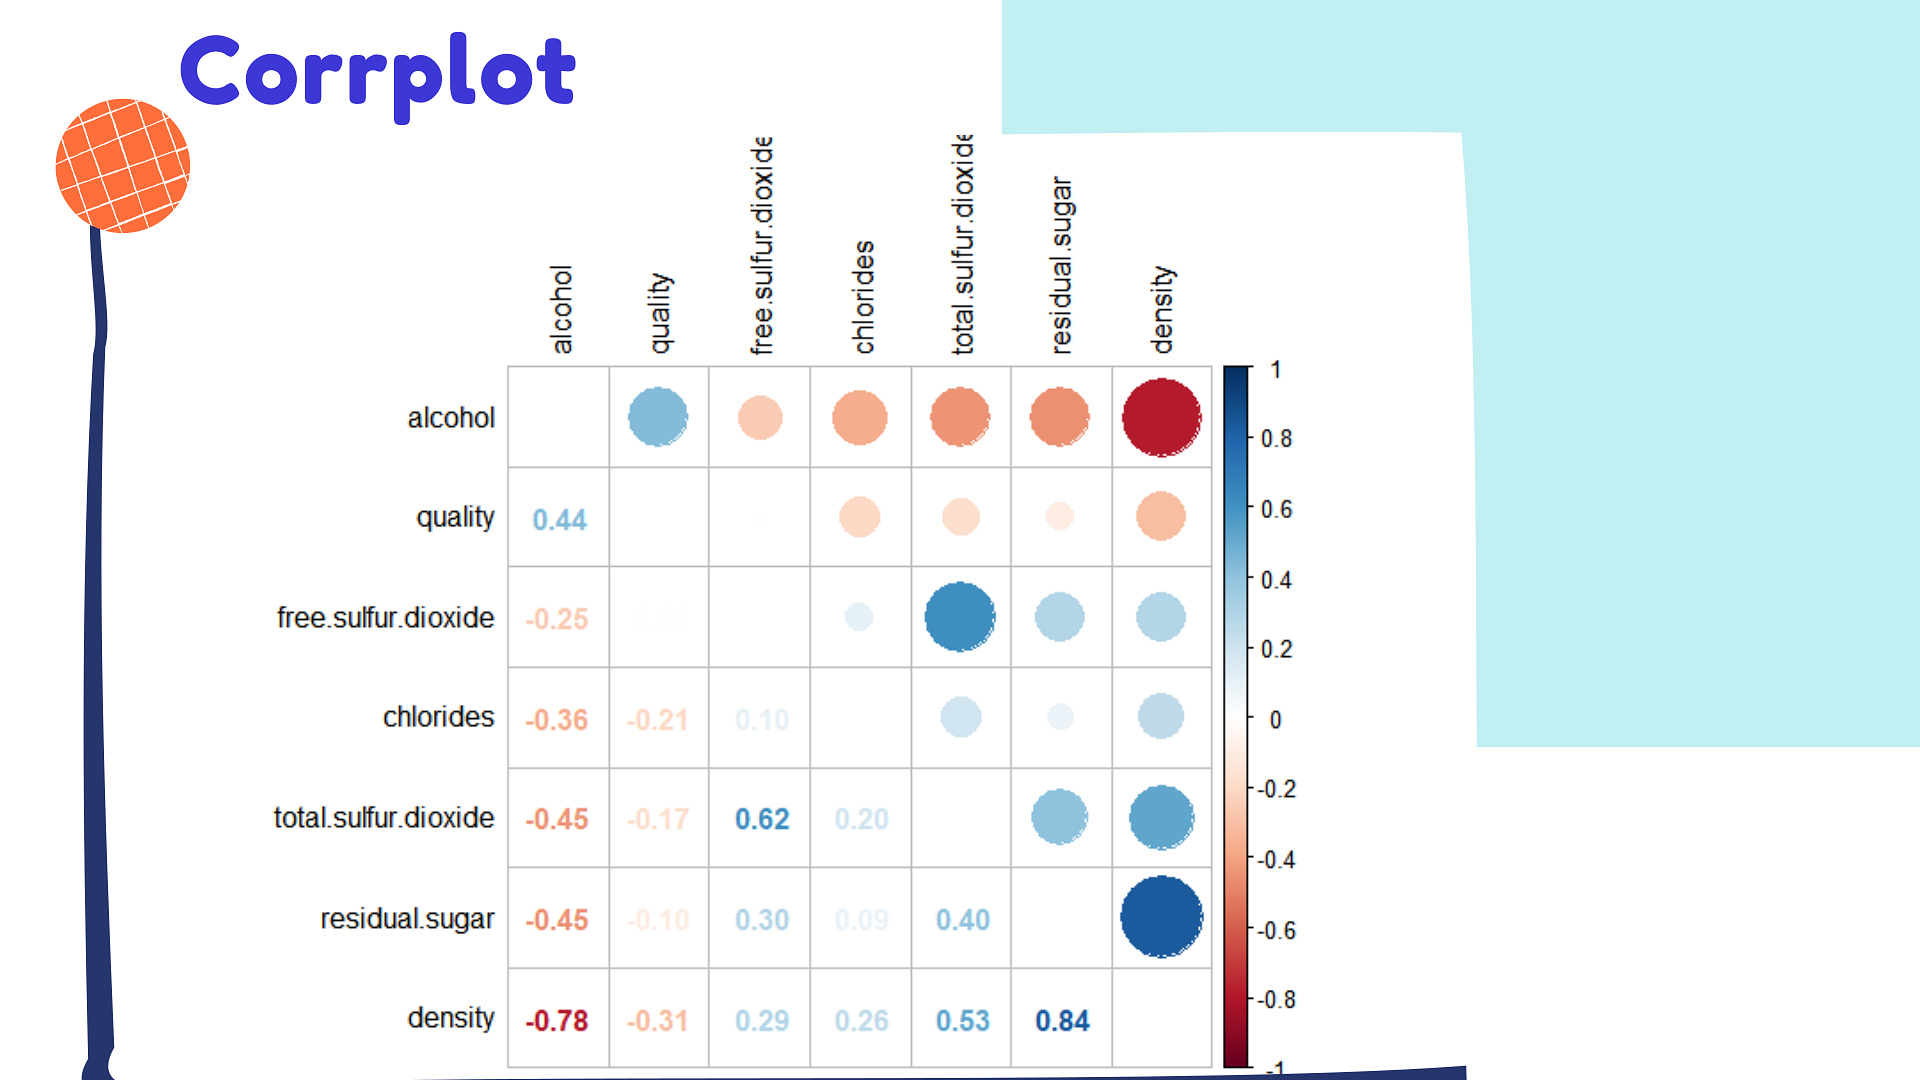 Corrplot
alcohol
quality
free.sulfur.dioxide
chlorides
total.sulfur.dioxide
residual.sugar
density
alcohol
quality 0.44
free.sulfur.dioxide -0.25
chlorides -0.36 -0.21 0.10
total.sulfur.dioxide -0.45 -0.17 0.62 0.20
residual.sugar -0.45 -0.10 0.30 0.09 0.40
density -0.78 -0.31 0.29 0.26 0.53 0.84
1
0.8
0.6
0.4
0.2
0
-0.2
-0.4
-0.6
-0.8
-1